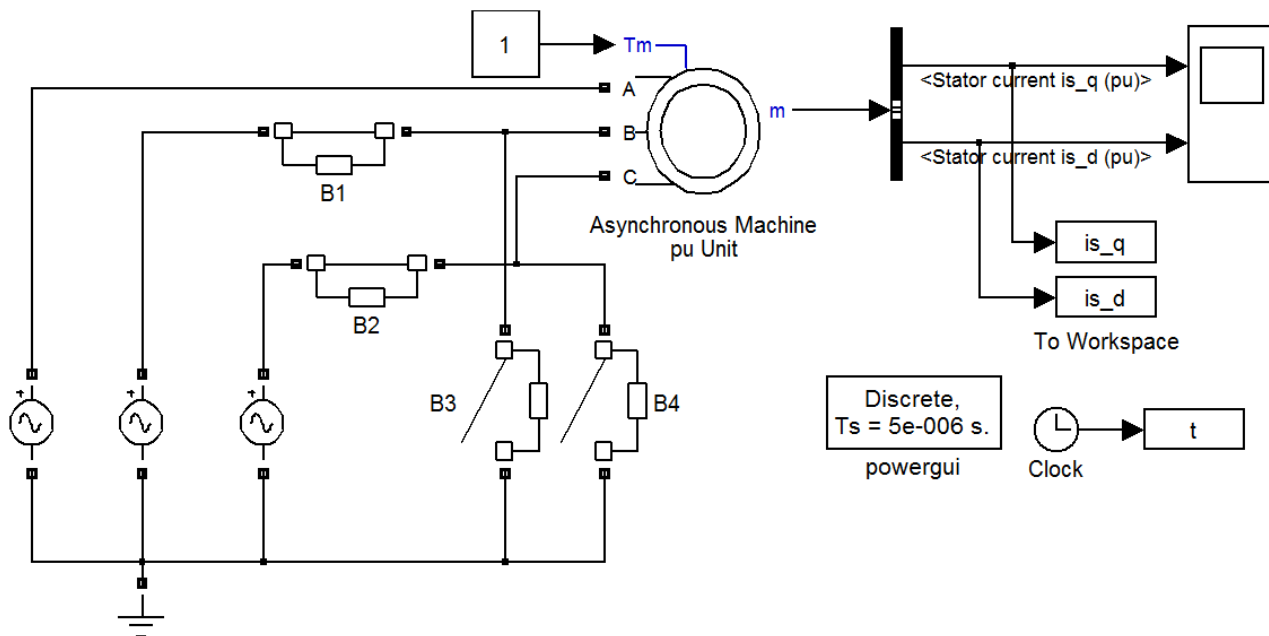 1
Tm
A
B
C
m
Asynchronous Machine
pu Unit
B1
B2
B3
B4
+
+
+
<Stator current is_q (pu)>
<Stator current is_d (pu)>
is_q
is_d
To Workspace
Discrete,
Ts = 5e-006 s.
powergui
Clock
t